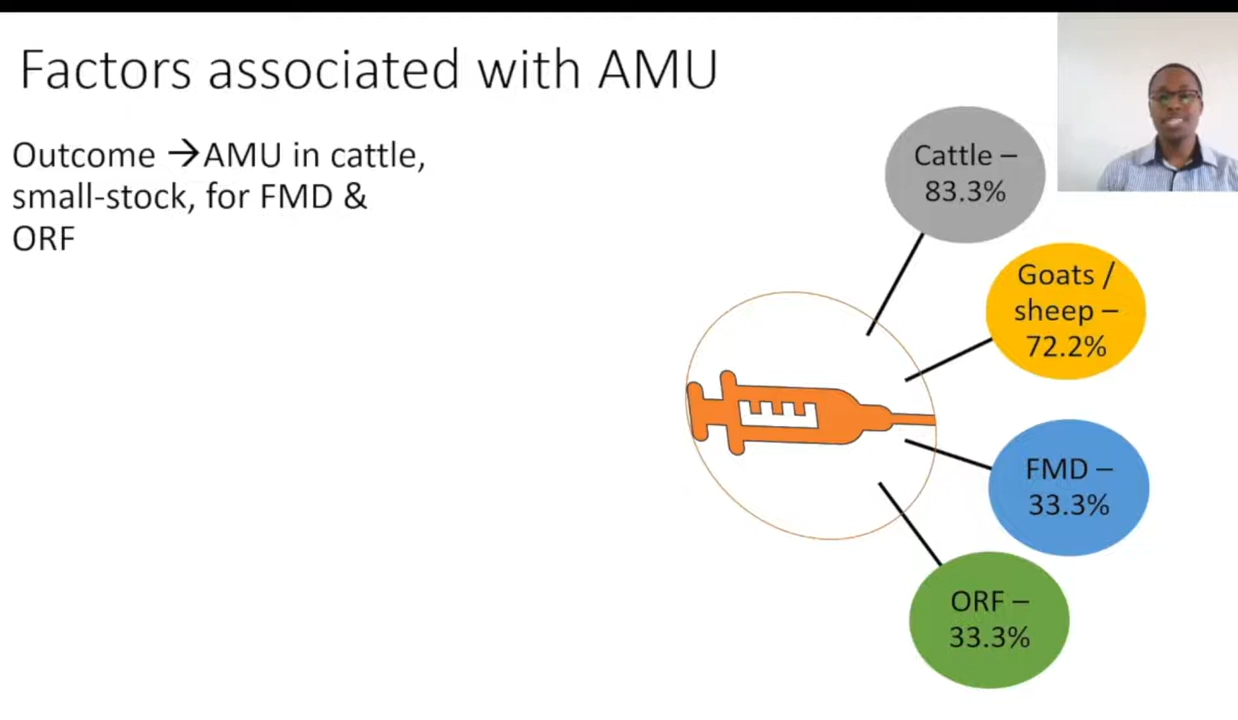 Factors associated with AMU
Outcome →AMU in cattle,
small-stock, for FMD &
ORF
Cattle –
83.3%
Goats /
sheep –
72.2%
FMD –
33.3%
ORF –
33.3%